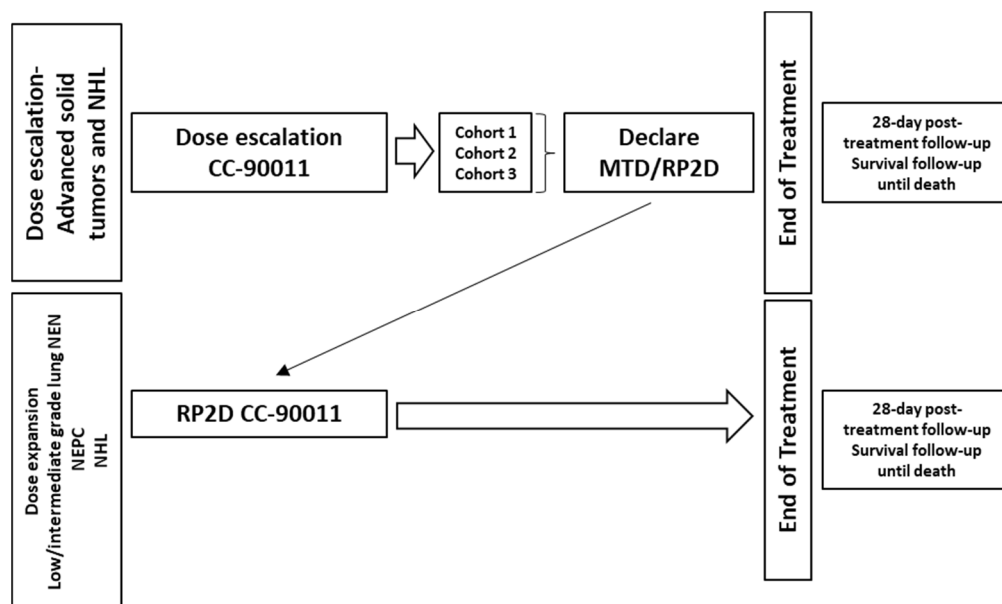 Dose escalation-
Advanced solid
tumors and NHL
Dose escalation
CC-90011
Cohort 1
Cohort 2
Cohort 3
Declare
MTD/RP2D
End of Treatment
28-day post-
treatment follow-up
Survival follow-up
until death
Dose expansion
Low/intermediate grade lung NEN
NEPC
NHL
RP2D CC-90011
End of Treatment
28-day post-
treatment follow-up
Survival follow-up
until death